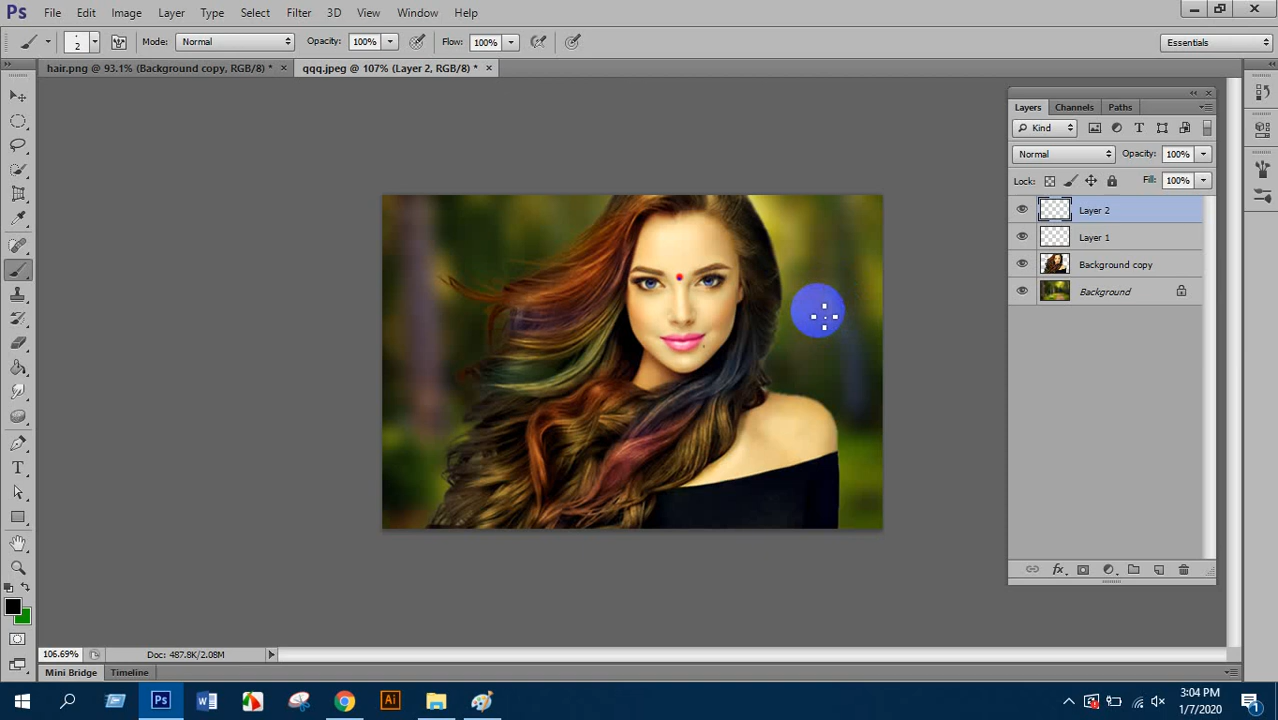 Ps File Edit Image Layer Type Select Filter 3D View Window Help
2 Mode: Normal Opacity: 100% Flow: 100% Essentials
hair.png @ 93.1% (Background copy, RGB/8) * × qqq.jpeg @ 107% (Layer 2, RGB/8) * ×
Layers Channels Paths
Kind
Normal Opacity: 100%
Lock: Fill: 100%
Layer 2
Layer 1
Background copy
Background
106.69% Doc: 487.8K/2.08M
Mini Bridge Timeline
3:04 PM
1/7/2020